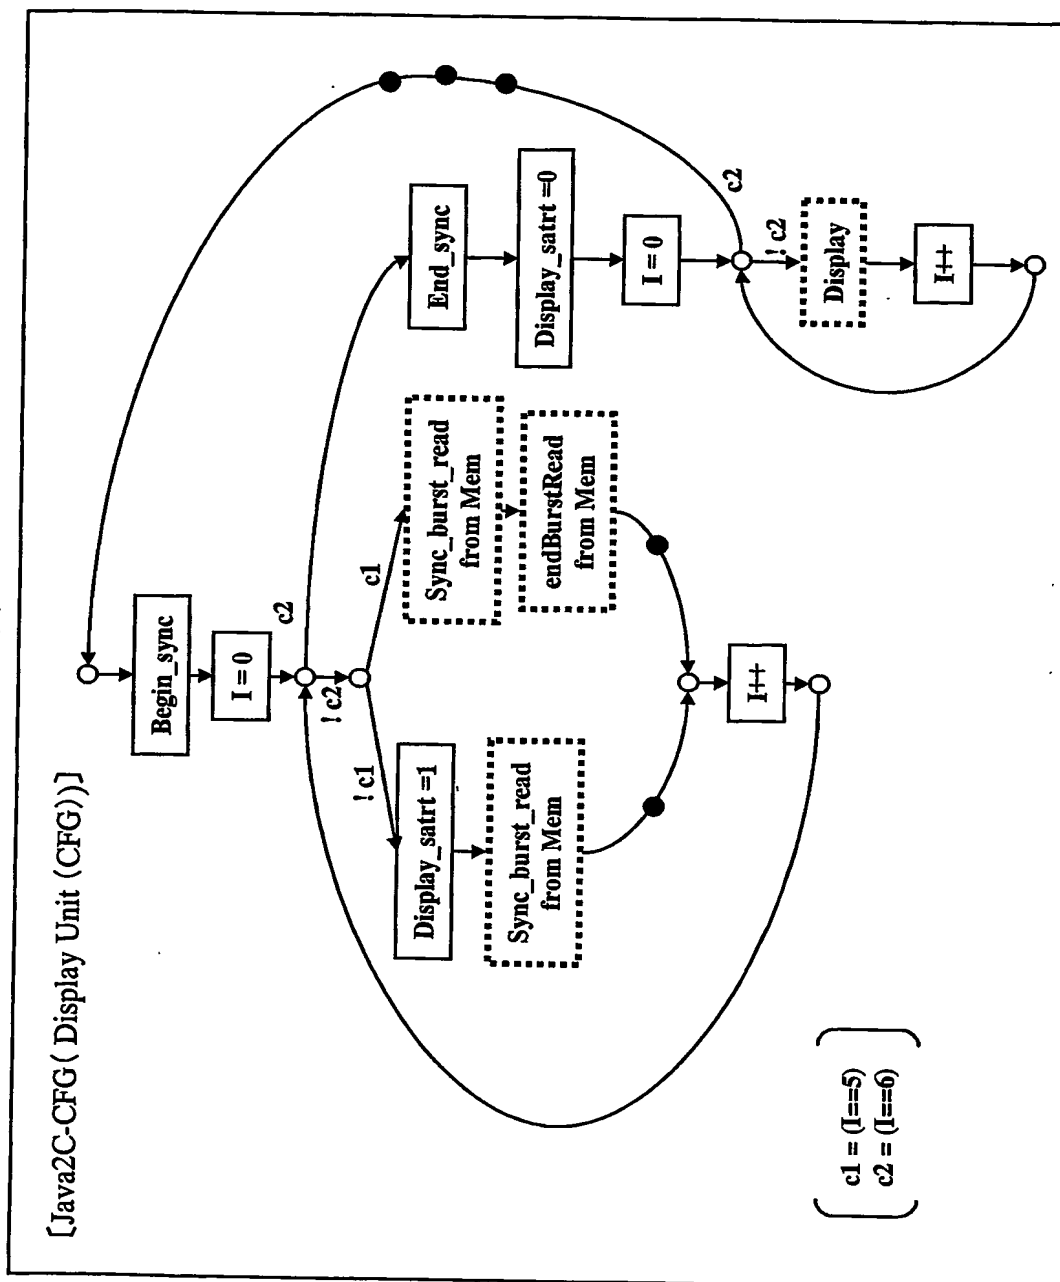 [Java2C-CFG( Display Unit (CFG))]
Begin_sync
I = 0
c2
! c2
! c1
c1
Display_satrt =1
Sync_burst_read
from Mem
Sync_burst_read
from Mem
endBurstRead
from Mem
I++
End_sync
Display_satrt =0
I = 0
c2
! c2
Display
I++
c1 = (I==5)
c2 = (I==6)